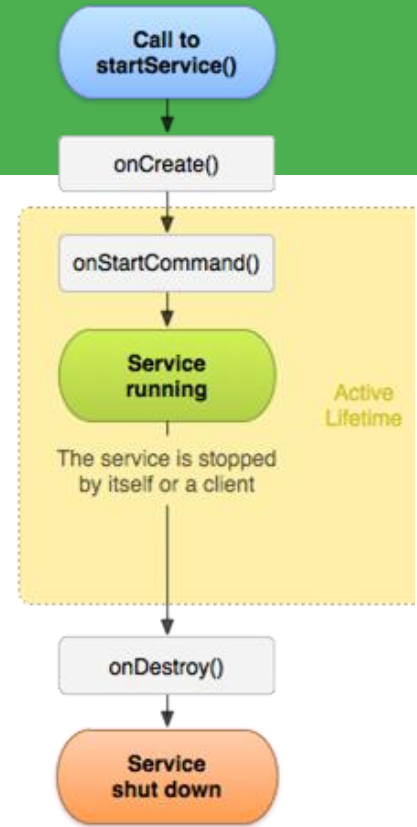 Call to
startService()
onCreate()
onStartCommand()
Service
running
Active
Lifetime
The service is stopped
by itself or a client
onDestroy()
Service
shut down